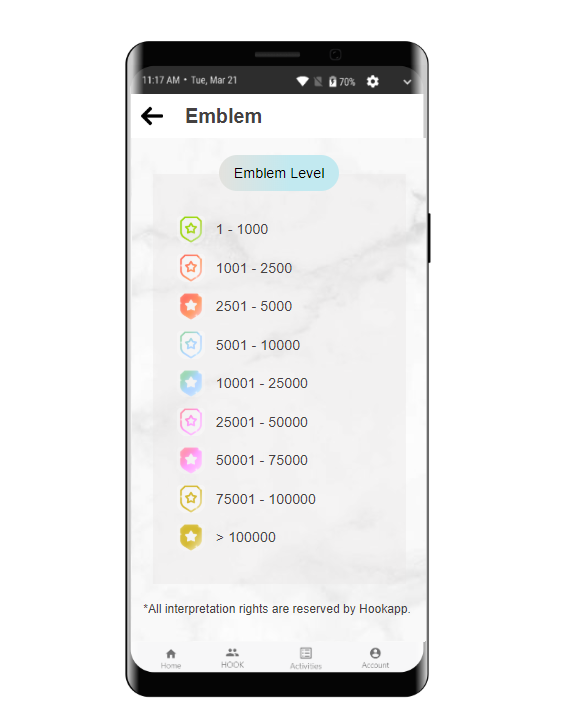 11:17 AM • Tue, Mar 21
70%
Emblem
Emblem Level
1 - 1000
1001 - 2500
2501 - 5000
5001 - 10000
10001 - 25000
25001 - 50000
50001 - 75000
75001 - 100000
> 100000
*All interpretation rights are reserved by Hookapp.
Home
HOOK
Activities
Account